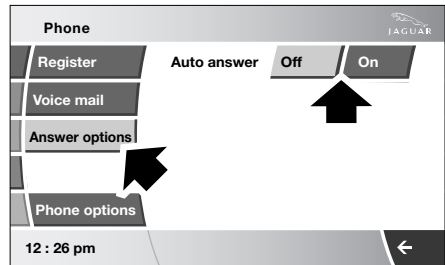 Phone
JAGUAR
Register
Auto answer Off On
Voice mail
Answer options
Phone options
12 : 26 pm